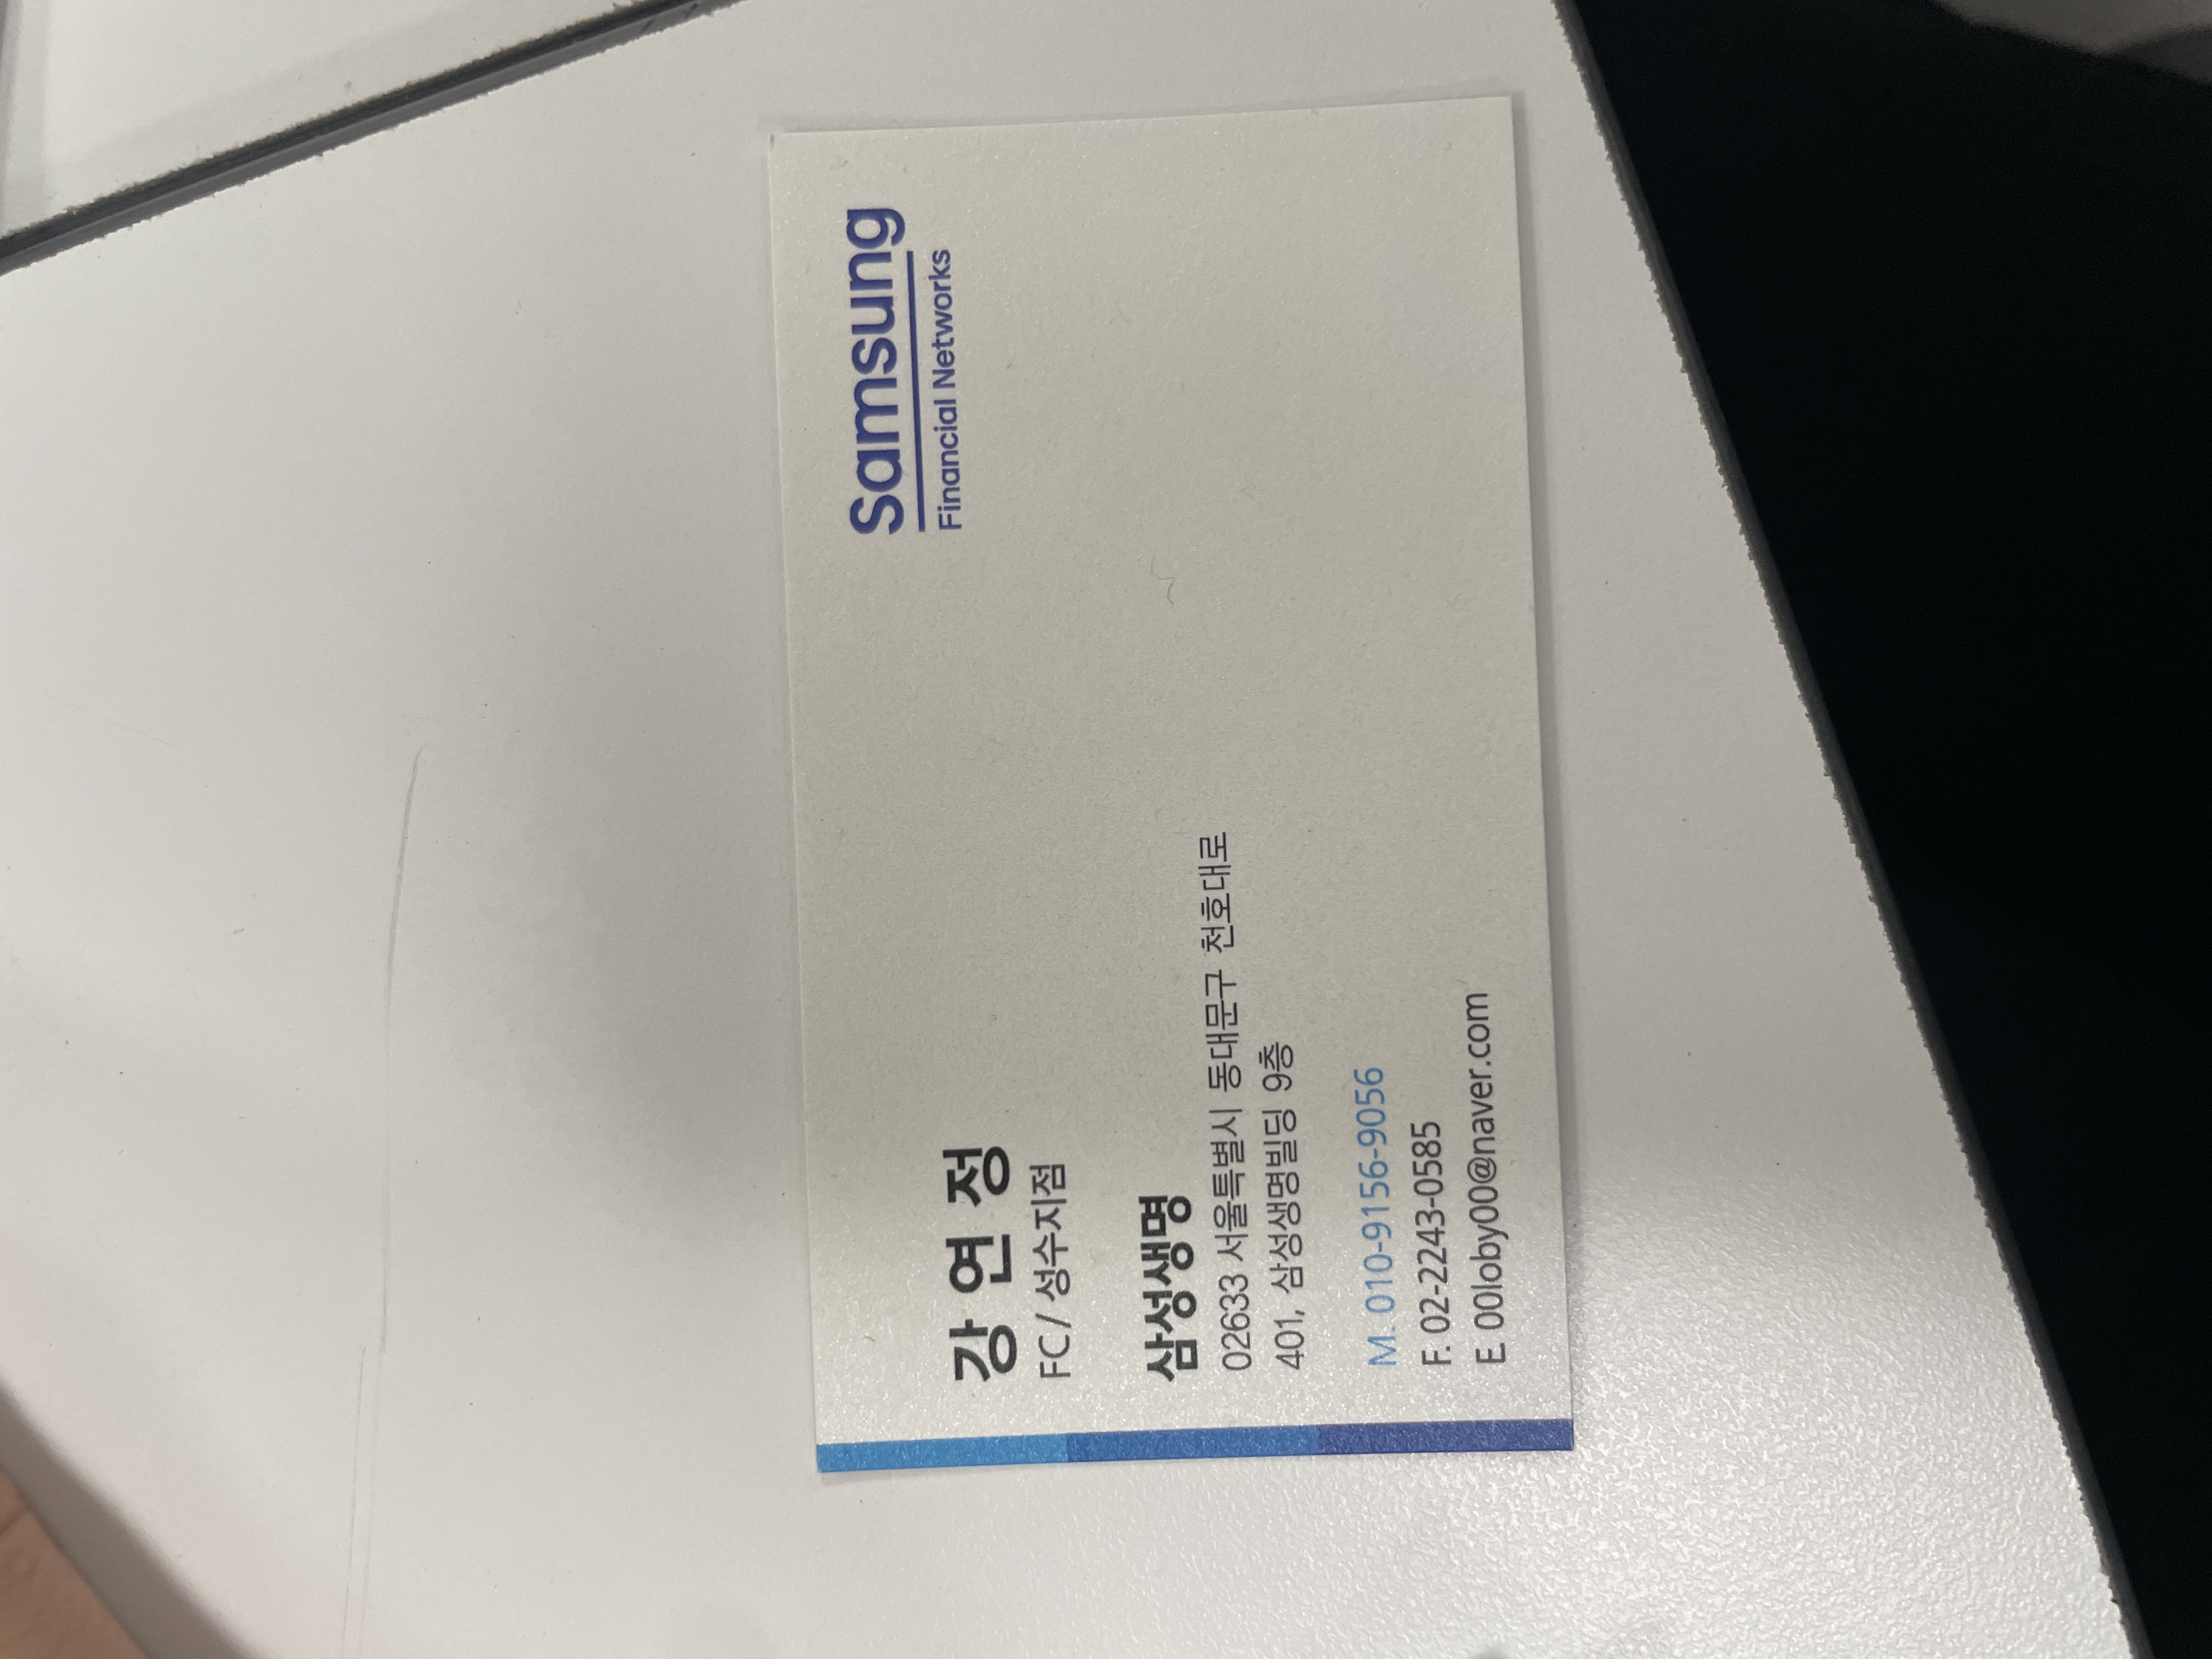 Samsung
Financial Networks
강 연 정
FC / 성수지점
삼성생명
02633 서울특별시 동대문구 천호대로
401, 삼성생명빌딩 9층
M. 010-9156-9056
F. 02-2243-0585
E. 00loby00@naver.com